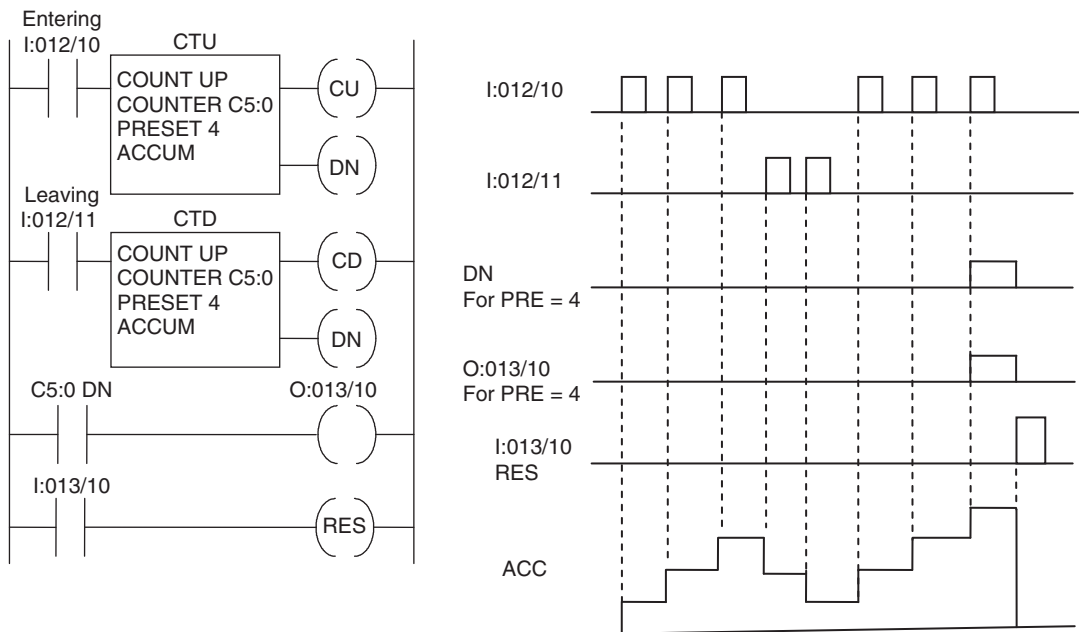 Entering
I:012/10
CTU
COUNT UP
COUNTER C5:0
PRESET 4
ACCUM
CU
DN
Leaving
I:012/11
CTD
COUNT UP
COUNTER C5:0
PRESET 4
ACCUM
CD
DN
C5:0 DN
O:013/10
I:013/10
RES
I:012/10
I:012/11
DN
For PRE = 4
O:013/10
For PRE = 4
I:013/10
RES
ACC